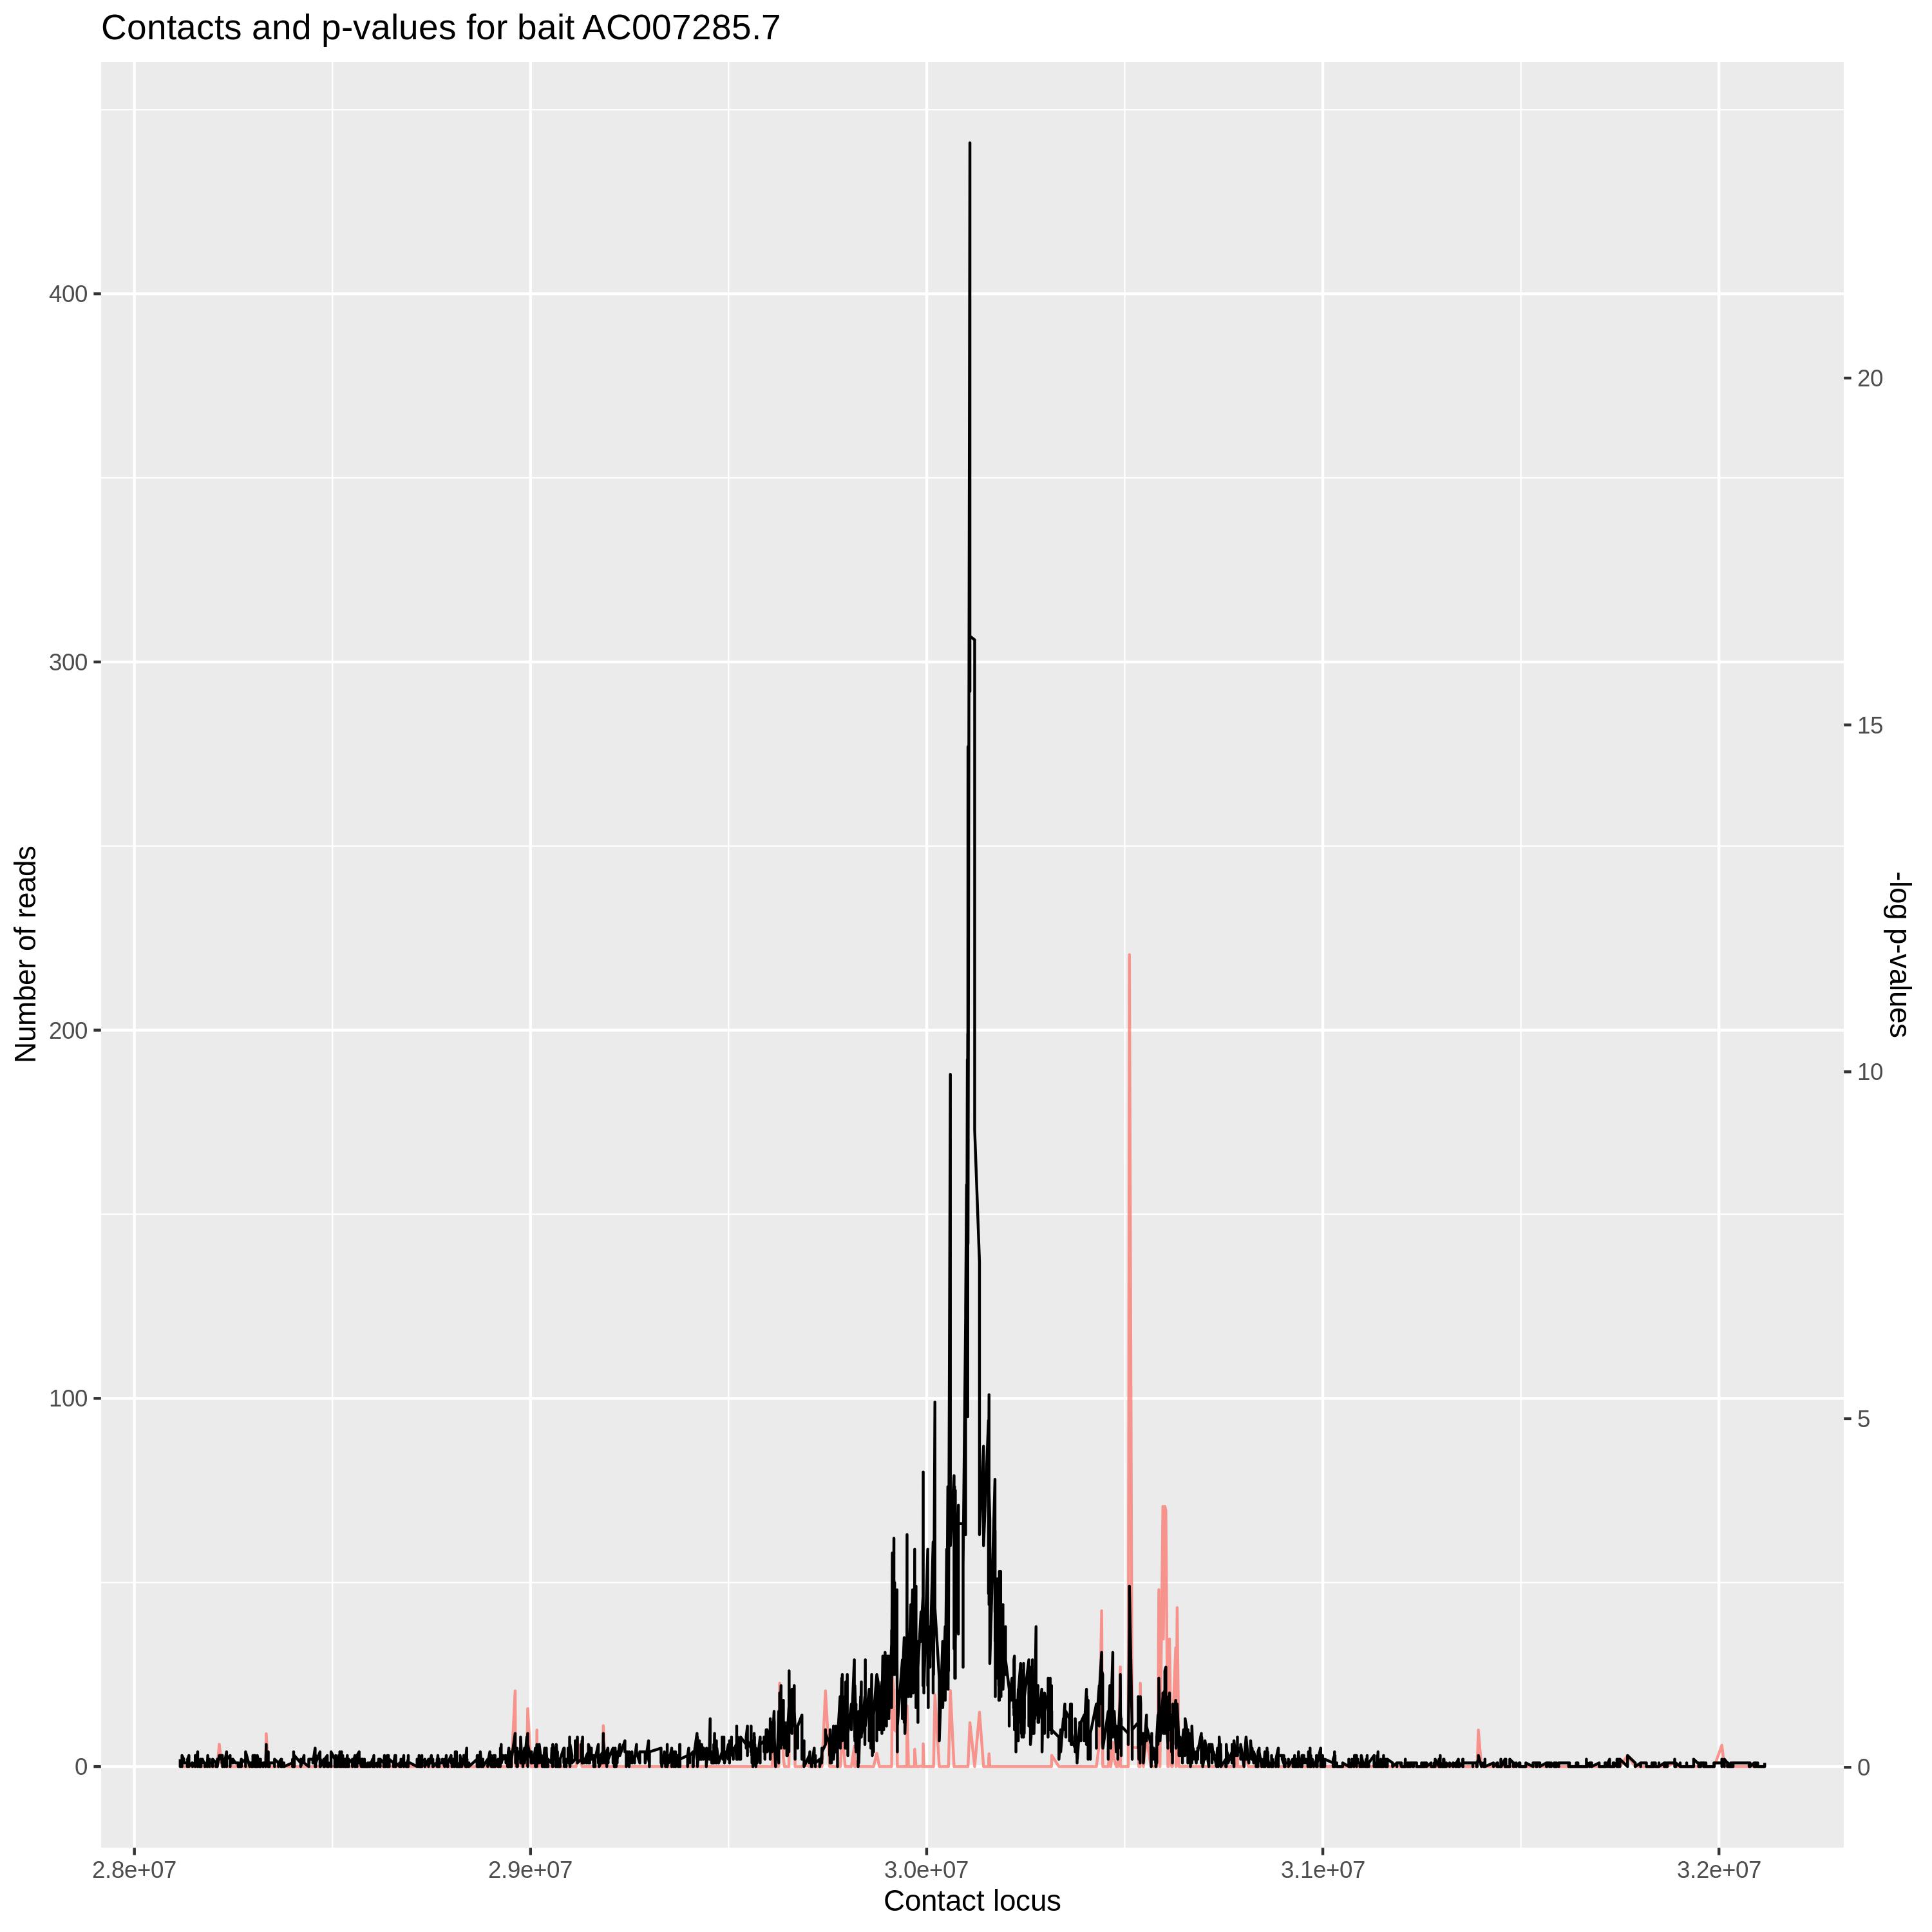 Contacts and p-values for bait AC007285.7
400
300
200
100
0
Number of reads
20
15
10
5
0
-log p-values
2.8e+07 2.9e+07 3.0e+07 3.1e+07 3.2e+07
Contact locus